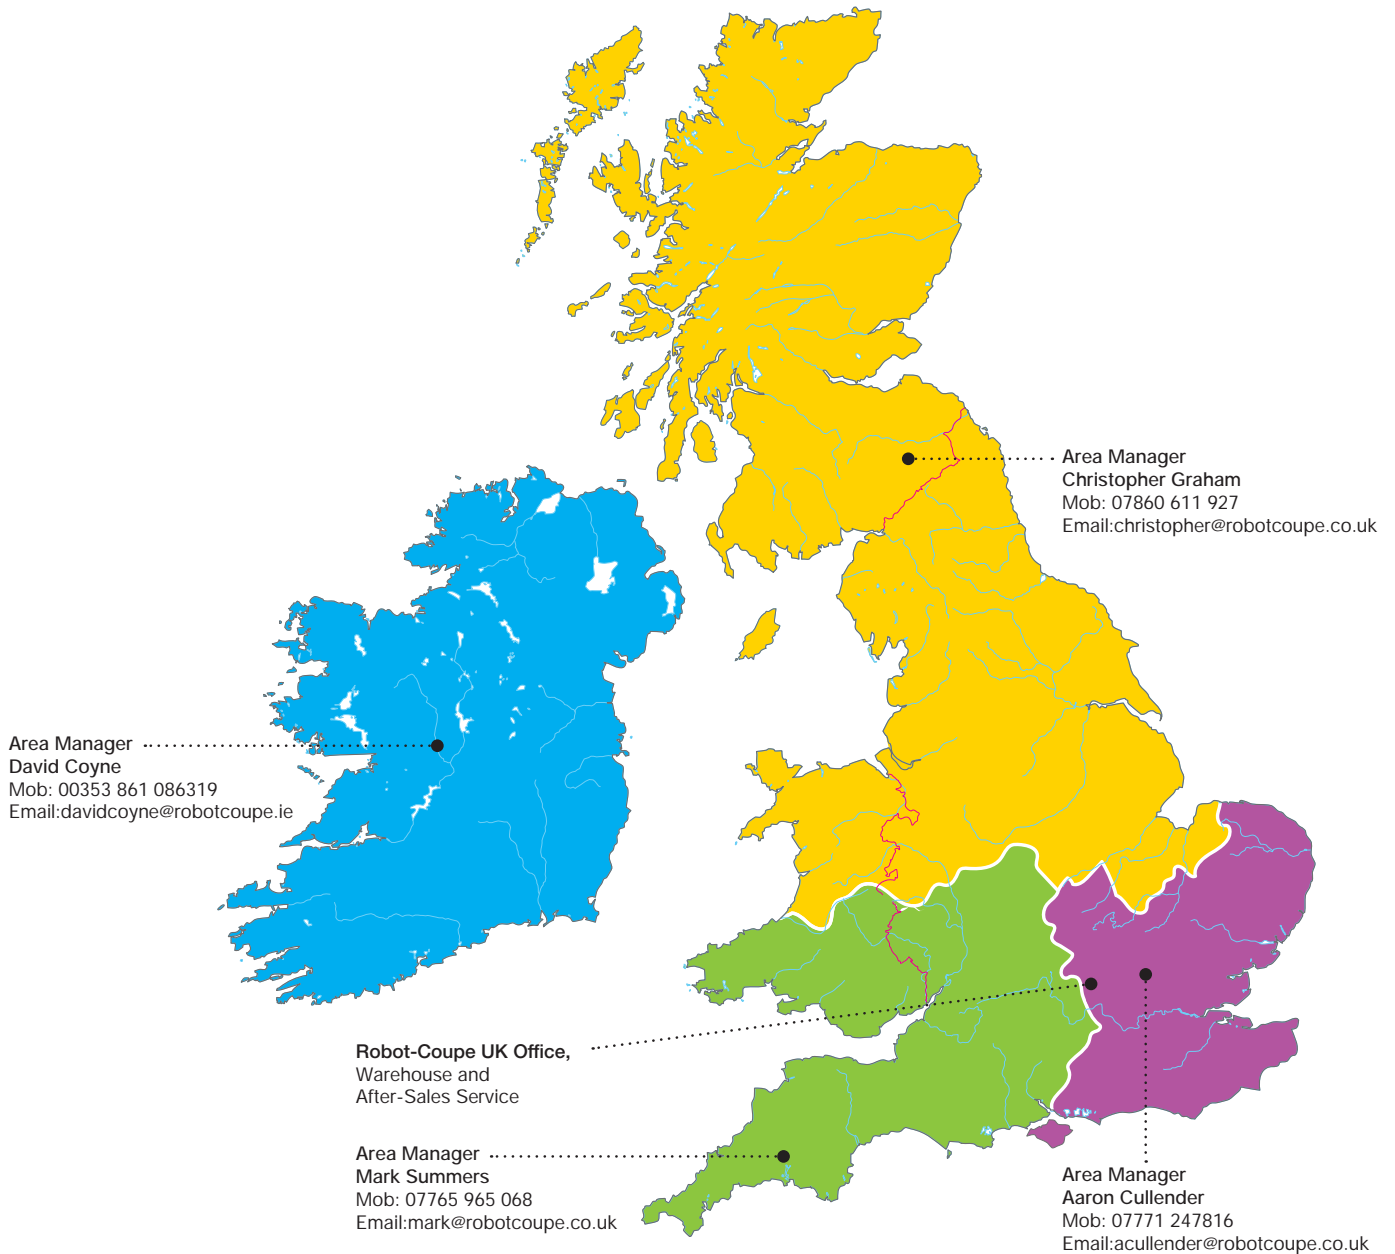 Area Manager
Christopher Graham
Mob: 07860 611 927
Email:christopher@robotcoupe.co.uk
Area Manager
David Coyne
Mob: 00353 861 086319
Email:davidcoyne@robotcoupe.ie
Robot-Coupe UK Office,
Warehouse and
After-Sales Service
Area Manager
Mark Summers
Mob: 07765 965 068
Email:mark@robotcoupe.co.uk
Area Manager
Aaron Cullender
Mob: 07771 247816
Email:acullender@robotcoupe.co.uk